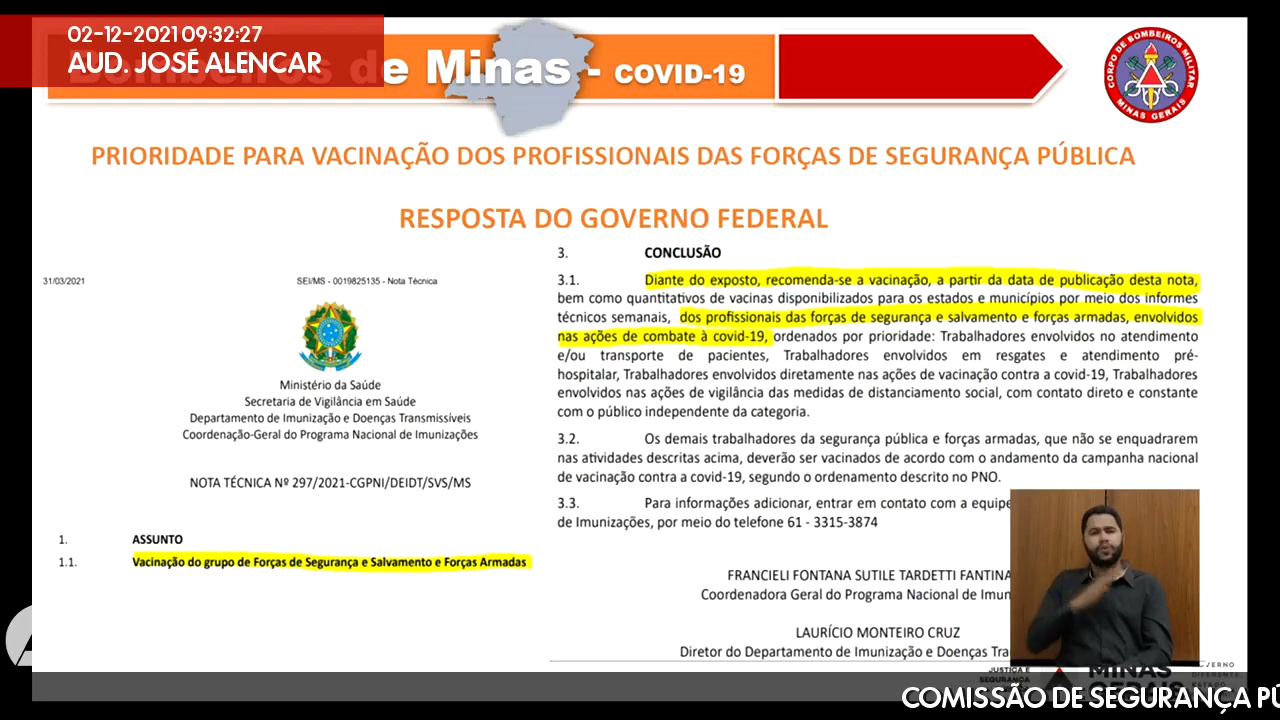 02-12-2021 09:32:27
AUD. JOSÉ ALENCAR
Bombeiros de Minas - COVID-19
CORPO DE BOMBEIROS MILITAR
MINAS GERAIS
PRIORIDADE PARA VACINAÇÃO DOS PROFISSIONAIS DAS FORÇAS DE SEGURANÇA PÚBLICA
RESPOSTA DO GOVERNO FEDERAL
31/03/2021 SEI/MS - 0019825135 - Nota Técnica
Ministério da Saúde
Secretaria de Vigilância em Saúde
Departamento de Imunização e Doenças Transmissíveis
Coordenação-Geral do Programa Nacional de Imunizações
NOTA TÉCNICA Nº 297/2021-CGPNI/DEIDT/SVS/MS
1. ASSUNTO
1.1. Vacinação do grupo de Forças de Segurança e Salvamento e Forças Armadas
3. CONCLUSÃO
3.1. Diante do exposto, recomenda-se a vacinação, a partir da data de publicação desta nota,
bem como quantitativos de vacinas disponibilizados para os estados e municípios por meio dos informes
técnicos semanais, dos profissionais das forças de segurança e salvamento e forças armadas, envolvidos
nas ações de combate à covid-19, ordenados por prioridade: Trabalhadores envolvidos no atendimento
e/ou transporte de pacientes, Trabalhadores envolvidos em resgates e atendimento pré-
hospitalar, Trabalhadores envolvidos diretamente nas ações de vacinação contra a covid-19, Trabalhadores
envolvidos nas ações de vigilância das medidas de distanciamento social, com contato direto e constante
com o público independente da categoria.
3.2. Os demais trabalhadores da segurança pública e forças armadas, que não se enquadrarem
nas atividades descritas acima, deverão ser vacinados de acordo com o andamento da campanha nacional
de vacinação contra a covid-19, segundo o ordenamento descrito no PNO.
3.3. Para informações adicionar, entrar em contato com a equipe
de Imunizações, por meio do telefone 61 - 3315-3874
FRANCIELI FONTANA SUTILE TARDETTI FANTINA
Coordenadora Geral do Programa Nacional de Imun
LAURÍCIO MONTEIRO CRUZ
Diretor do Departamento de Imunização e Doenças Tra
JUSTIÇA E
SEGURANÇA
MINAS
GERAIS
DIFERENTE.
ESTADO
COMISSÃO DE SEGURANÇA PÚ